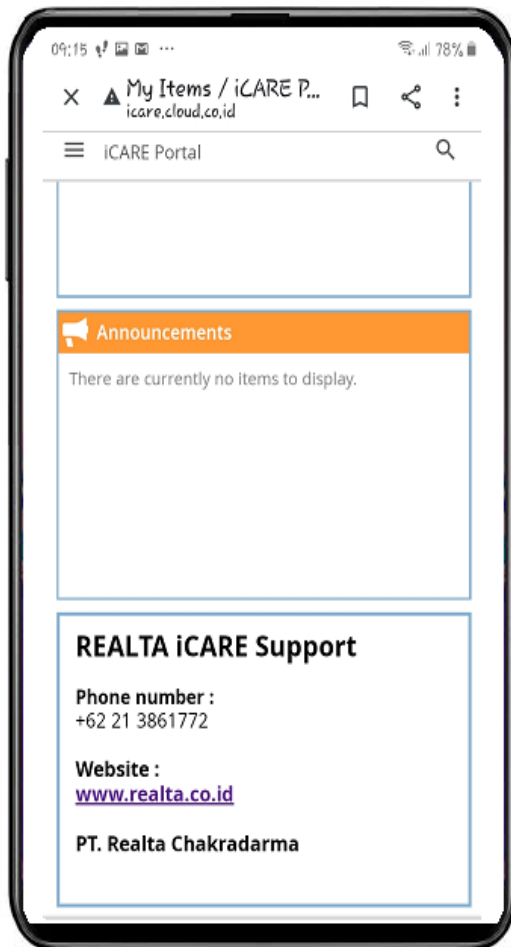 09:15 ... 78%
My Items / iCARE P...
icare.cloud.co.id
iCARE Portal
Announcements
There are currently no items to display.
REALTA iCARE Support
Phone number :
+62 21 3861772
Website :
www.realta.co.id
PT. Realta Chakradarma